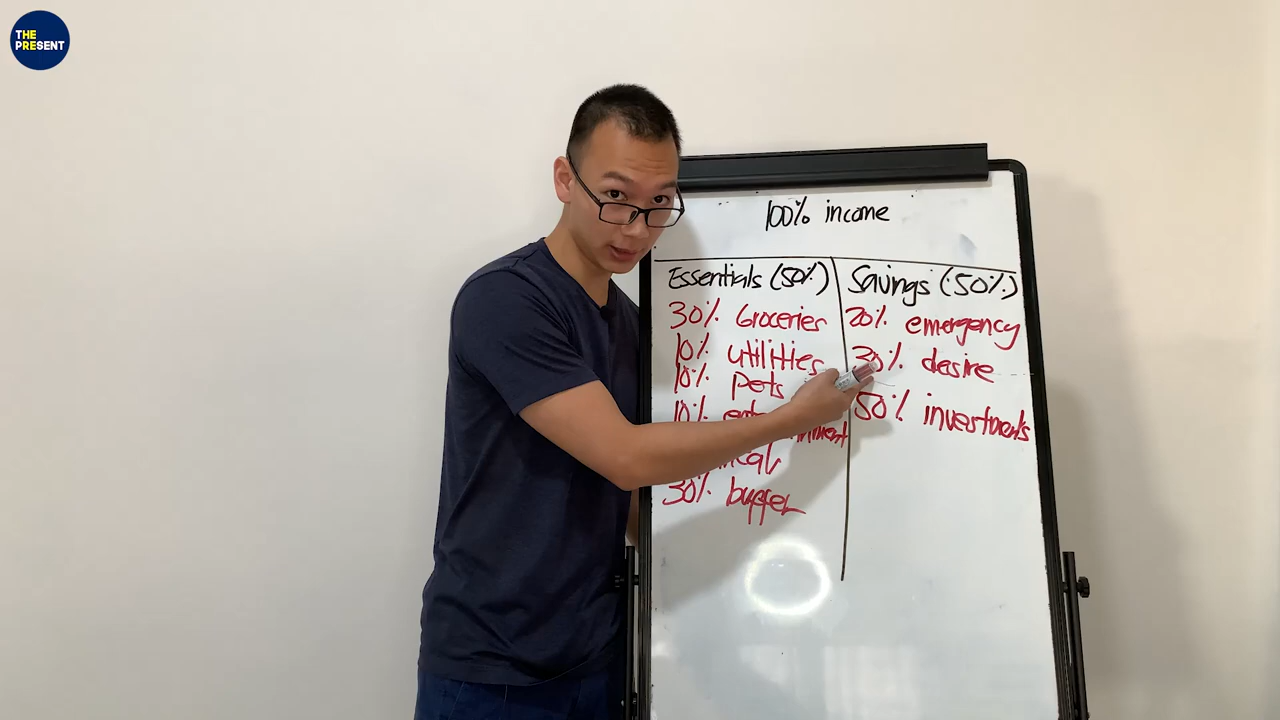 THE
PRESENT
100% income
Essentials (50%)
30% Groceries
10% utilities
10% pets
10%
30% buffer
Savings (50%)
20% emergency
30% desire
50% investments